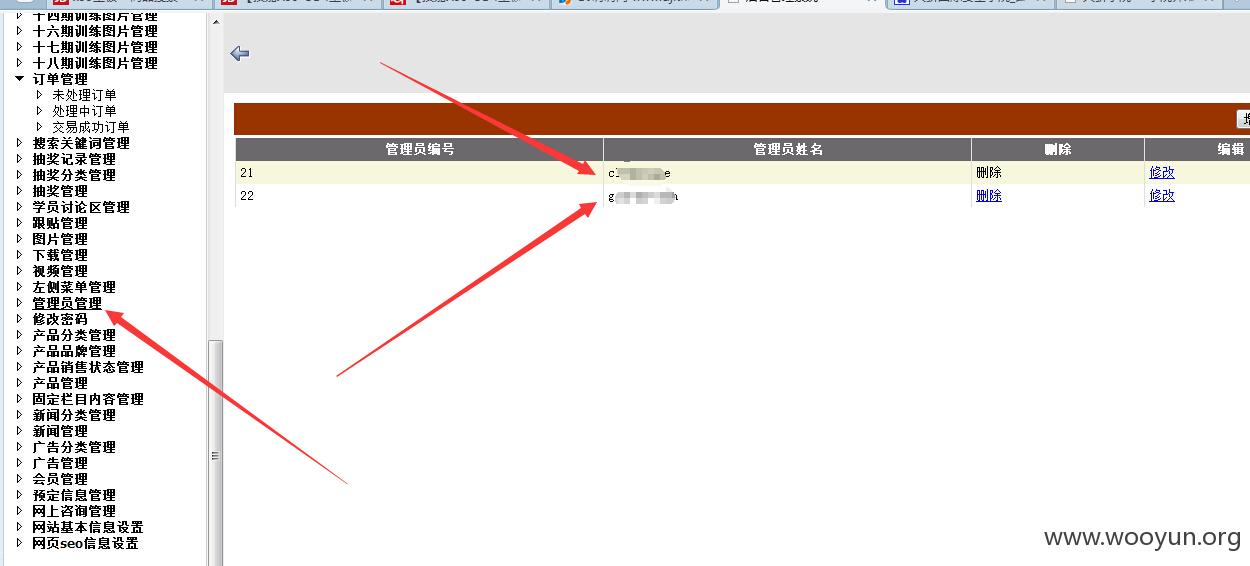 十六期训练图片管理
十七期训练图片管理
十八期训练图片管理
订单管理
未处理订单
处理中订单
交易成功订单
搜索关键词管理
抽奖记录管理
抽奖分类管理
抽奖管理
学员讨论区管理
跟贴管理
图片管理
下载管理
视频管理
左侧菜单管理
管理员管理
修改密码
产品分类管理
产品品牌管理
产品销售状态管理
产品管理
固定栏目内容管理
新闻分类管理
新闻管理
广告分类管理
广告管理
会员管理
预定信息管理
网上咨询管理
网站基本信息设置
网页seo信息设置
管理员编号 管理员姓名 删除 编辑
21 删除 修改
22 删除 修改
www.wooyun.org